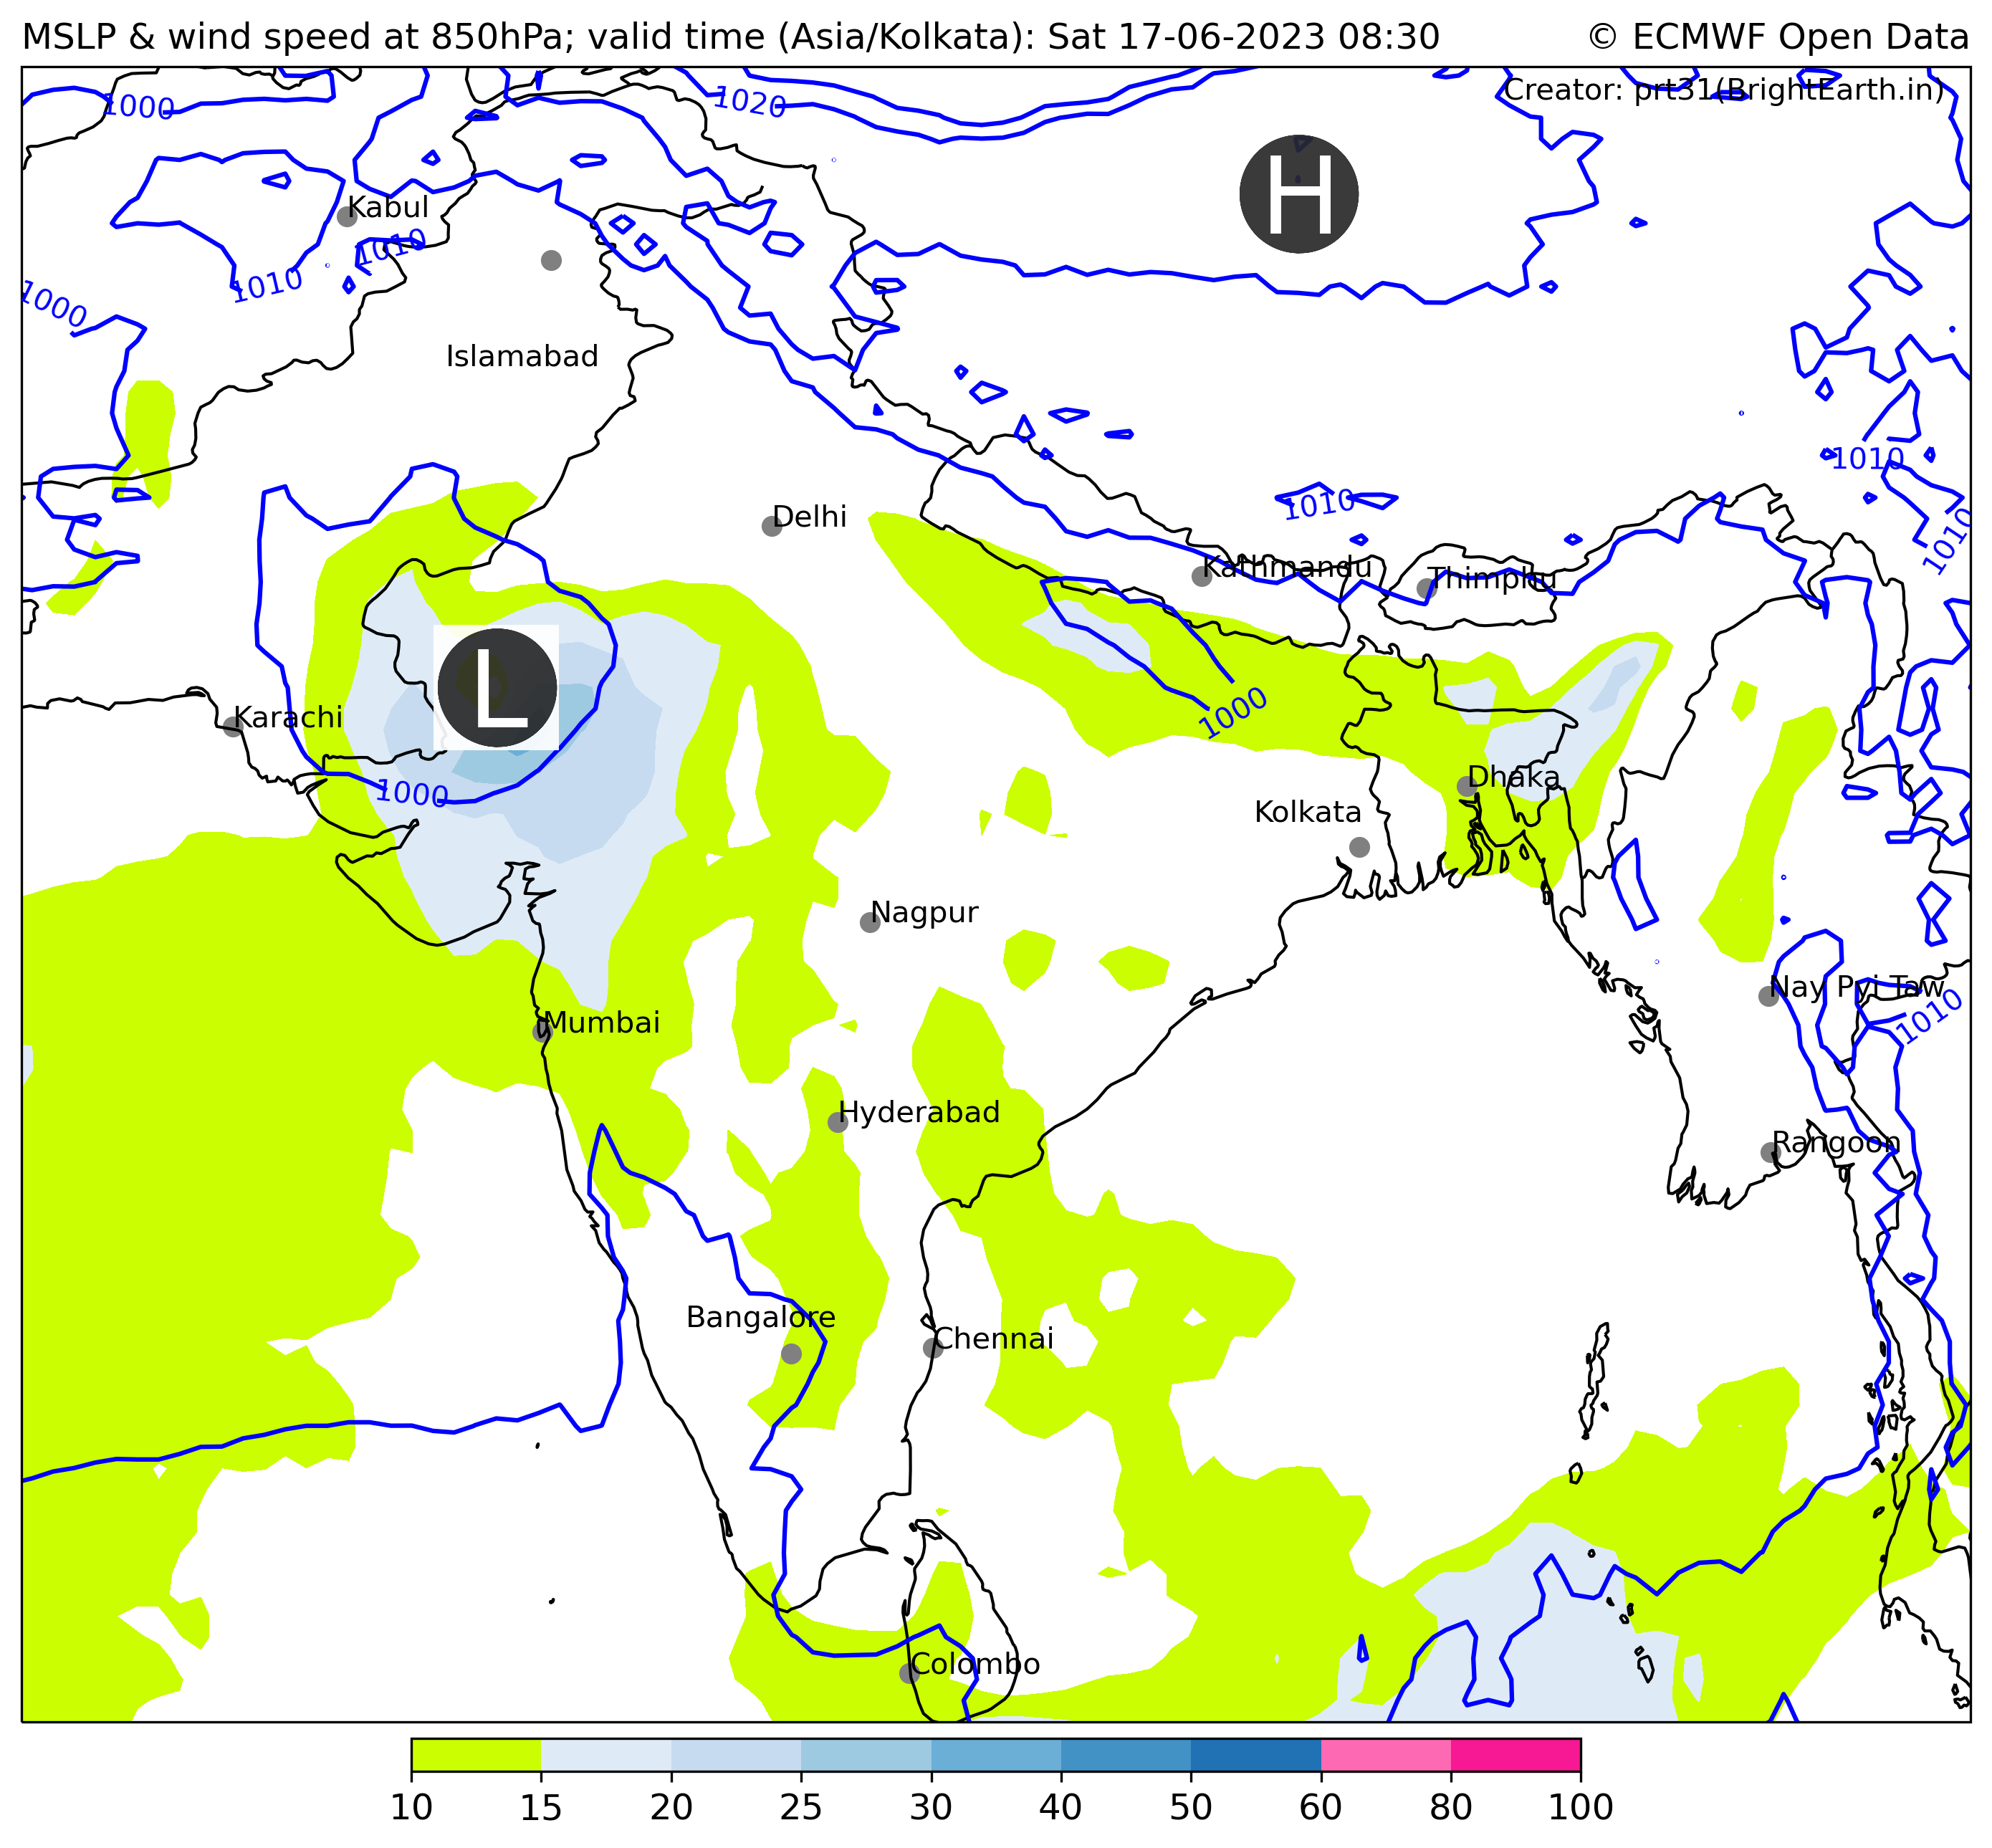 MSLP & wind speed at 850hPa; valid time (Asia/Kolkata): Sat 17-06-2023 08:30
© ECMWF Open Data
Creator: prt31(BrightEarth.in)
1000
1020
H
Kabul
1010
1010
1000
Islamabad
1010
1010
Delhi
1010
Kathmandu
Thimphu
L
Karachi
1000
1000
Dhaka
Kolkata
Nagpur
Nay Pyi Taw
1010
Mumbai
Hyderabad
Rangoon
Bangalore
Chennai
Colombo
10 15 20 25 30 40 50 60 80 100